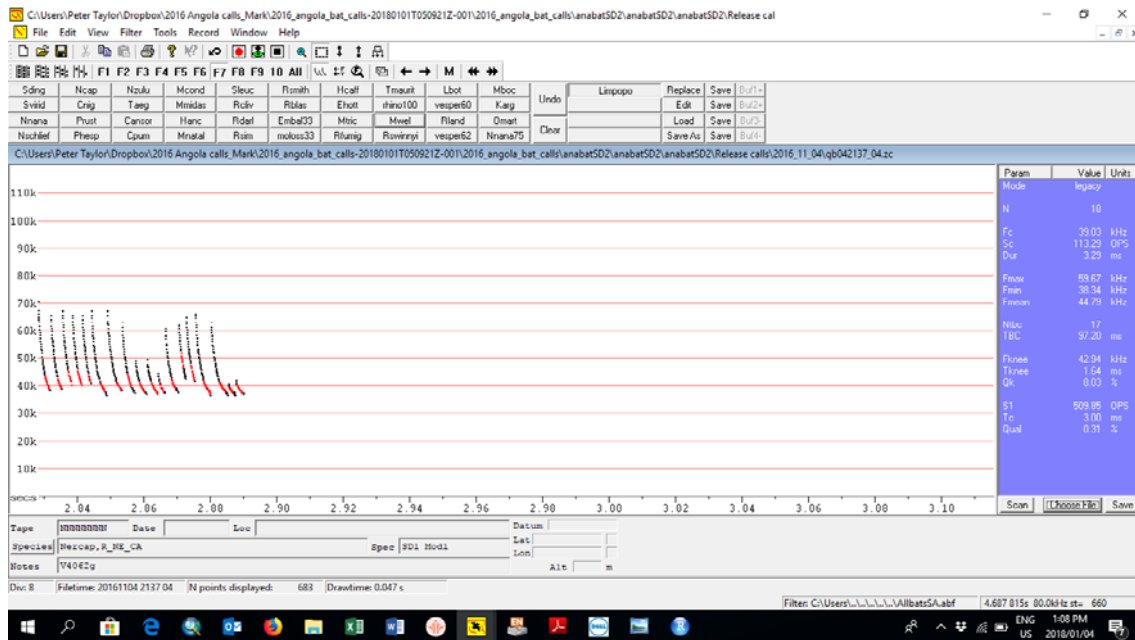 C:\Users\Peter Taylor\Dropbox\2016 Angola calls_Mark\2016_angola_bat_calls-20180101T050921Z-001\2016_angola_bat_calls\anabatSD2\anabatSD2\anabatSD2\Release cal
File Edit View Filter Tools Record Window Help
F1 F2 F3 F4 F5 F6 F7 F8 F9 10 All M
Sding Ncap Nzulu Mcond Sleuc Rsmith Hcaff Tmaurit Lbot Mboc Undo Limpopo Replace Save Buf1+
Svirid Cnig Taeg Mmidas Rcliv Rblas Ehott rhino100 vesper60 Karg Edit Save Buf2+
Nnana Prust Cansor Hanc Rdarl Embal33 Mtric Mwel Rland Omart Clear Load Save Buf3-
Nschlief Phesp Cpum Mnatal Rsim moloss33 Rfumig Rswinnyi vesper62 Nnana75 Save As Save Buf4-
C:\Users\Peter Taylor\Dropbox\2016 Angola calls_Mark\2016_angola_bat_calls-20180101T050921Z-001\2016_angola_bat_calls\anabatSD2\anabatSD2\anabatSD2\Release calls\2016_11_04\qb042137_04.zc
Param Value Units
Mode legacy
N 18
Fc 39.03 kHz
Sc 113.29 OPS
Dur 3.29 ms
Fmax 59.67 kHz
Fmin 38.34 kHz
Fmean 44.79 kHz
Ntbc 17
TBC 97.20 ms
Fknee 42.94 kHz
Tknee 1.64 ms
Qk 8.03 %
S1 509.85 OPS
Tc 3.00 ms
Qual 0.31 %
110k
100k
90k
80k
70k
60k
50k
40k
30k
20k
10k
secs 2.84 2.86 2.88 2.90 2.92 2.94 2.96 2.98 3.00 3.02 3.04 3.06 3.08 3.10
Scan Choose File Save
Tape Date Loc Datum
Species Nercap,R_NE_CA Spec SD1 Mod1 Lat
Lon
Notes V4062g Alt m
Div: 8 Filetime: 20161104 2137 04 N points displayed: 683 Drawtime: 0.047 s
Filter: C:\Users\...\...\...\...\...\AllbatsSA.abf 4.687 815s 80.0kHz st= 660
ENG 1:08 PM
US 2018/01/04